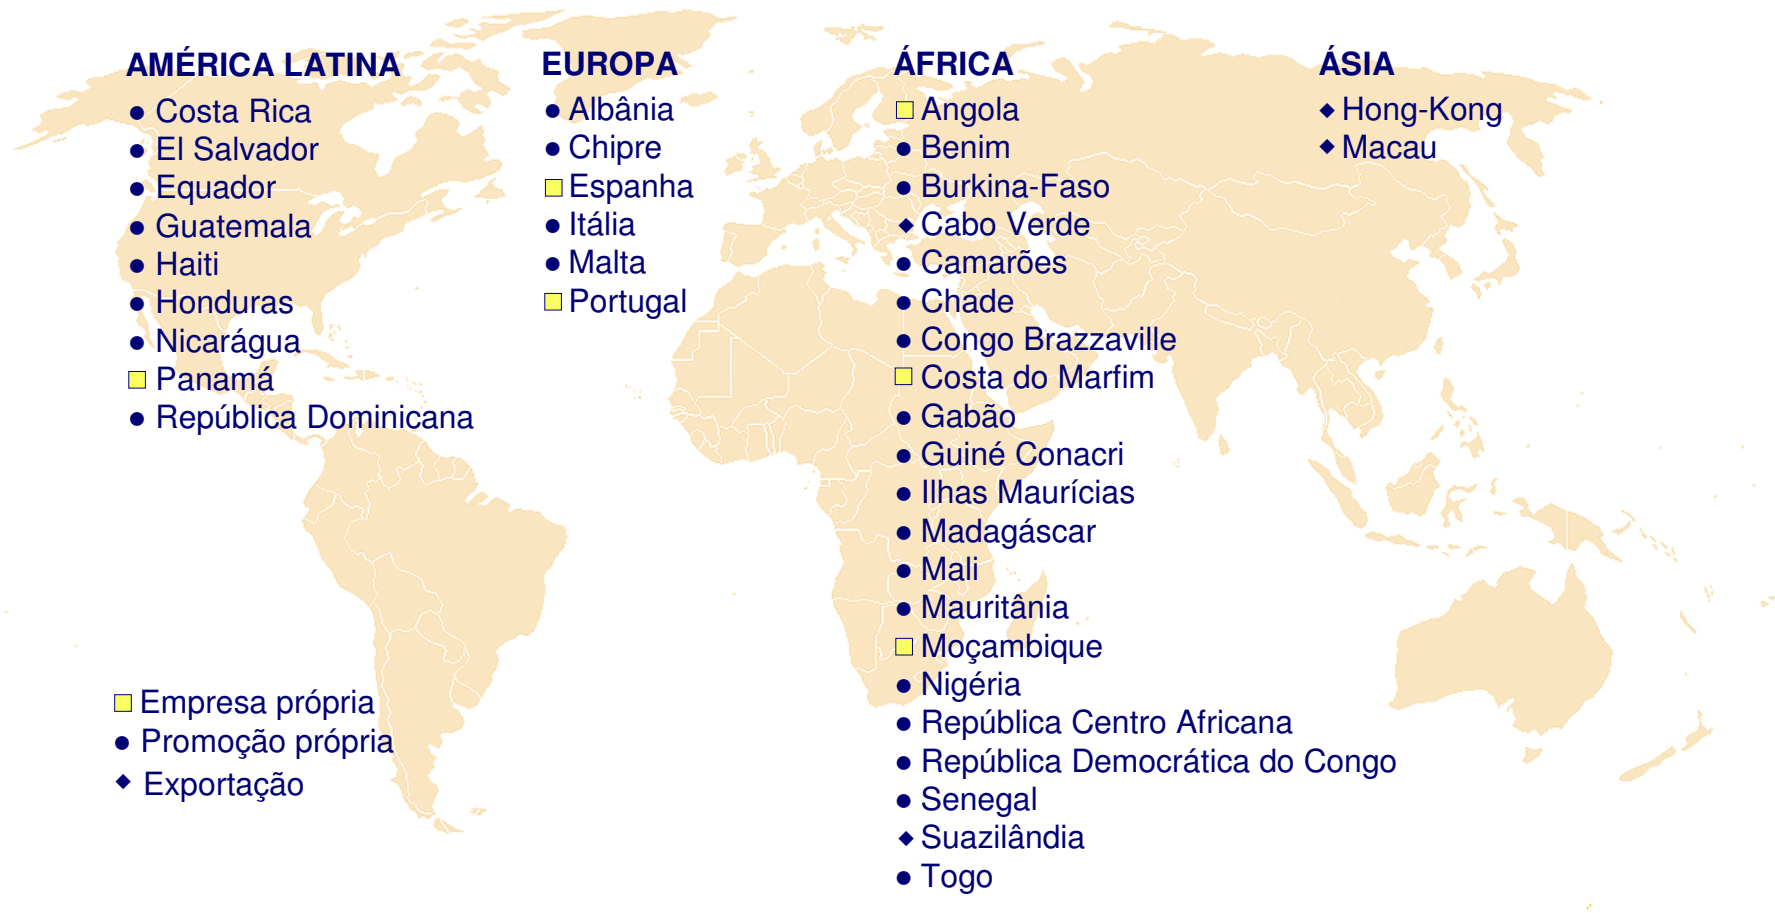 AMÉRICA LATINA
● Costa Rica
● El Salvador
● Equador
● Guatemala
● Haiti
● Honduras
● Nicarágua
□ Panamá
● República Dominicana
EUROPA
● Albânia
● Chipre
□ Espanha
● Itália
● Malta
□ Portugal
ÁFRICA
□ Angola
● Benim
● Burkina-Faso
◆ Cabo Verde
● Camarões
● Chade
● Congo Brazzaville
□ Costa do Marfim
● Gabão
● Guiné Conacri
● Ilhas Maurícias
● Madagáscar
● Mali
● Mauritânia
□ Moçambique
● Nigéria
● República Centro Africana
● República Democrática do Congo
● Senegal
◆ Suazilândia
● Togo
ÁSIA
◆ Hong-Kong
◆ Macau
□ Empresa própria
● Promoção própria
◆ Exportação